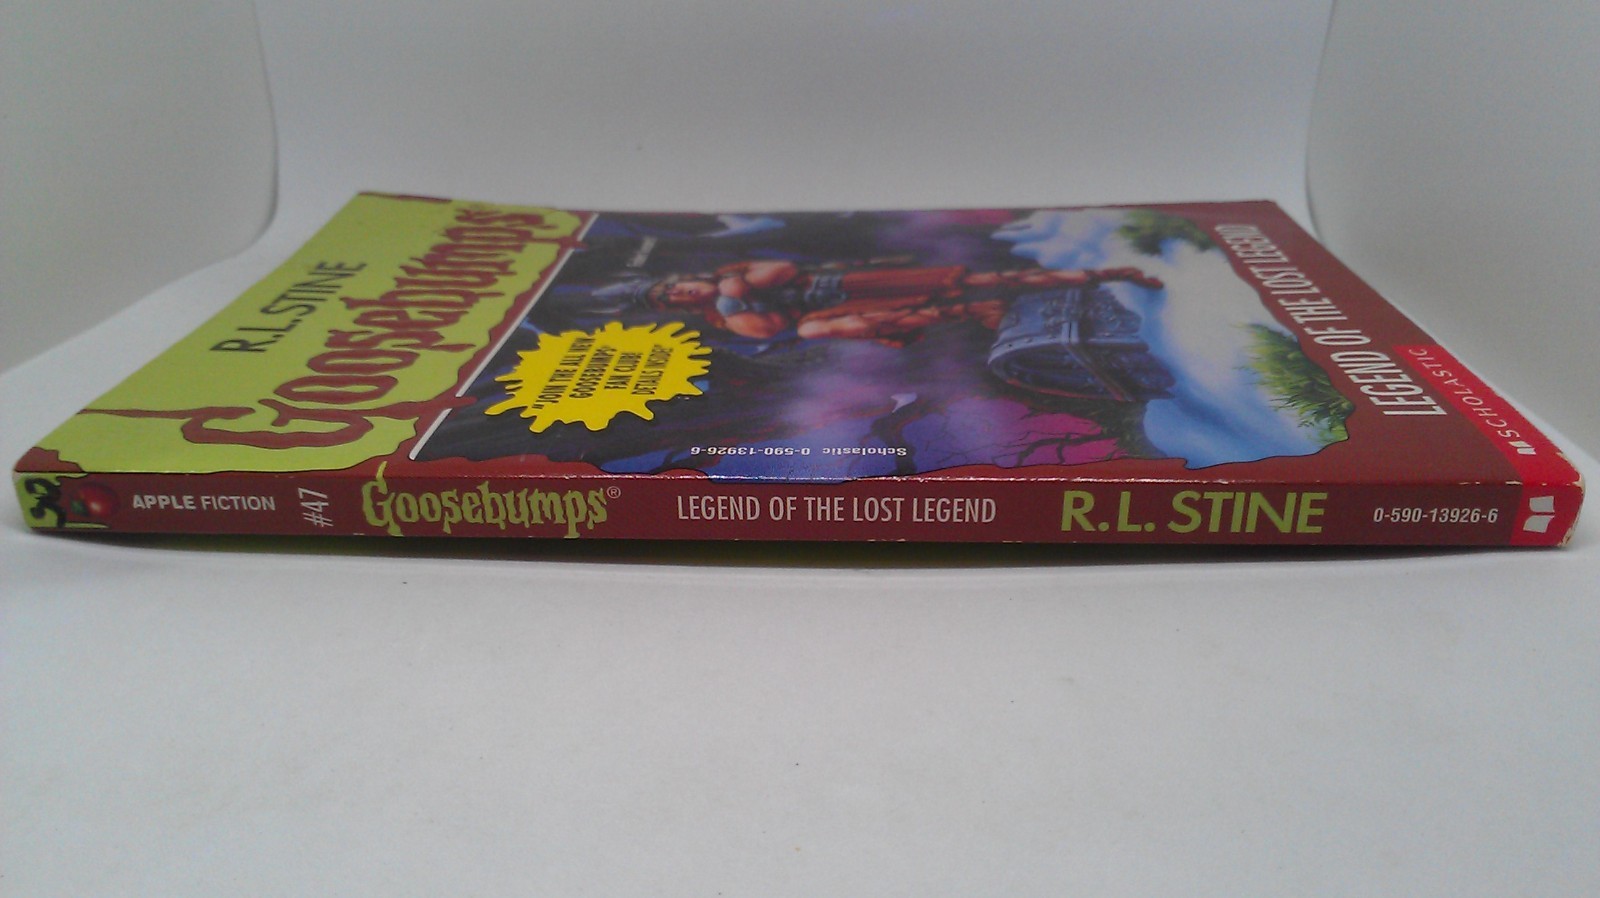 R.L. STINE
Goosebumps
"JOIN THE ALL NEW
GOOSEBUMPS®
FAN CLUB!
DETAILS INSIDE"
Scholastic 0-590-13926-6
LEGEND OF THE LOST LEGEND
SCHOLASTIC
APPLE FICTION
#47
Goosebumps®
LEGEND OF THE LOST LEGEND
R.L. STINE
0-590-13926-6